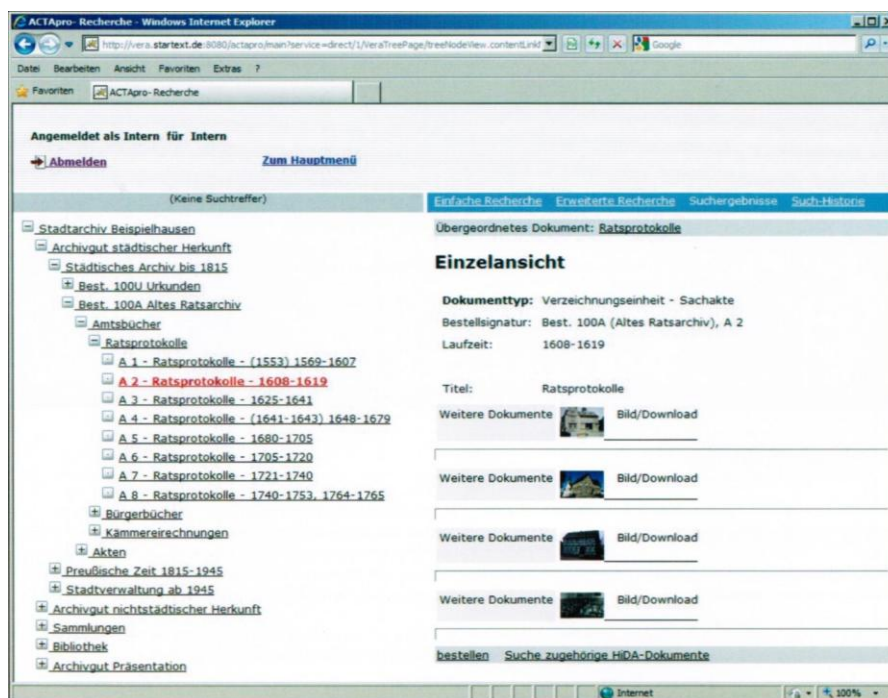 ACTApro- Recherche - Windows Internet Explorer
http://vera.startext.de:8080/actapro/main?service=direct/1/VeraTreePage/treeNodeView.contentLink
Google
Datei Bearbeiten Ansicht Favoriten Extras ?
Favoriten
ACTApro- Recherche
Angemeldet als Intern für Intern
Abmelden
Zum Hauptmenü
(Keine Suchtreffer)
Stadtarchiv Beispielhausen
Archivgut städtischer Herkunft
Städtisches Archiv bis 1815
Best. 100U Urkunden
Best. 100A Altes Ratsarchiv
Amtsbücher
Ratsprotokolle
A 1 - Ratsprotokolle - (1553) 1569-1607
A 2 - Ratsprotokolle - 1608-1619
A 3 - Ratsprotokolle - 1625-1641
A 4 - Ratsprotokolle - (1641-1643) 1648-1679
A 5 - Ratsprotokolle - 1680-1705
A 6 - Ratsprotokolle - 1705-1720
A 7 - Ratsprotokolle - 1721-1740
A 8 - Ratsprotokolle - 1740-1753, 1764-1765
Bürgerbücher
Kämmereirechnungen
Akten
Preußische Zeit 1815-1945
Stadtverwaltung ab 1945
Archivgut nichtstädtischer Herkunft
Sammlungen
Bibliothek
Archivgut Präsentation
Einfache Recherche Erweiterte Recherche Suchergebnisse Such-Historie
Übergeordnetes Dokument: Ratsprotokolle
Einzelansicht
Dokumenttyp: Verzeichnungseinheit - Sachakte
Bestellsignatur: Best. 100A (Altes Ratsarchiv), A 2
Laufzeit: 1608-1619
Titel: Ratsprotokolle
Weitere Dokumente Bild/Download
Weitere Dokumente Bild/Download
Weitere Dokumente Bild/Download
Weitere Dokumente Bild/Download
bestellen Suche zugehörige HiDA-Dokumente
Internet
100%